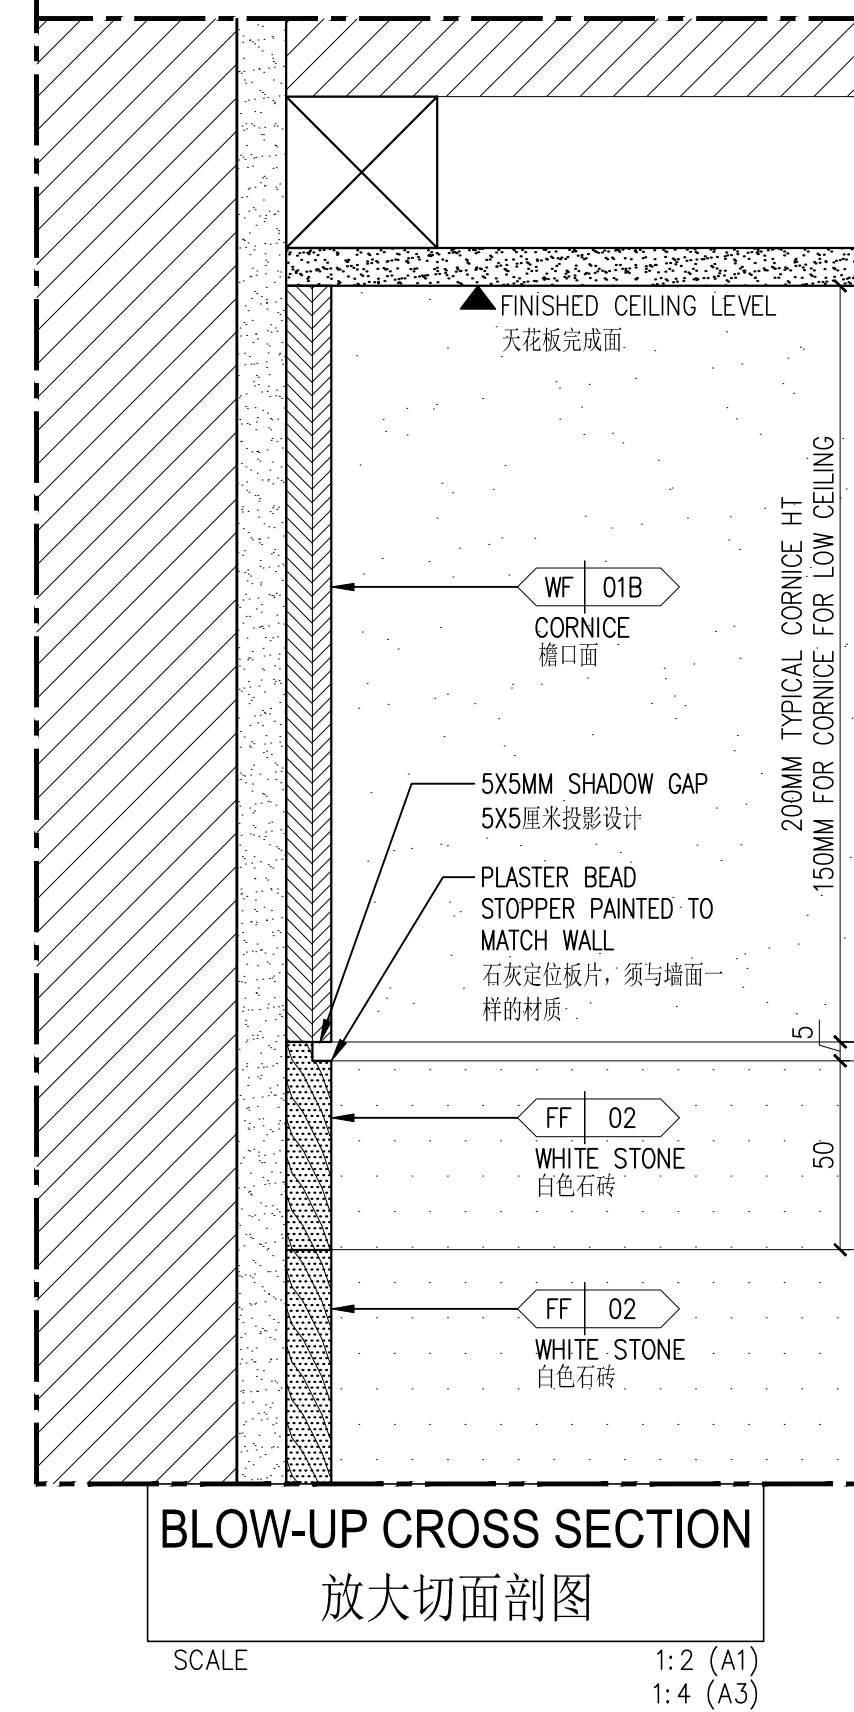 FINISHED CEILING LEVEL
天花板完成面
200MM TYPICAL CORNICE HT
150MM FOR CORNICE FOR LOW CEILING
WF 01B
CORNICE
檐口面
5X5MM SHADOW GAP
5X5厘米投影设计
PLASTER BEAD
STOPPER PAINTED TO
MATCH WALL
石灰定位板片，须与墙面一
样的材质
5
FF 02
WHITE STONE
白色石砖
50
FF 02
WHITE STONE
白色石砖
BLOW-UP CROSS SECTION
放大切面剖图
SCALE 1:2 (A1)
1:4 (A3)